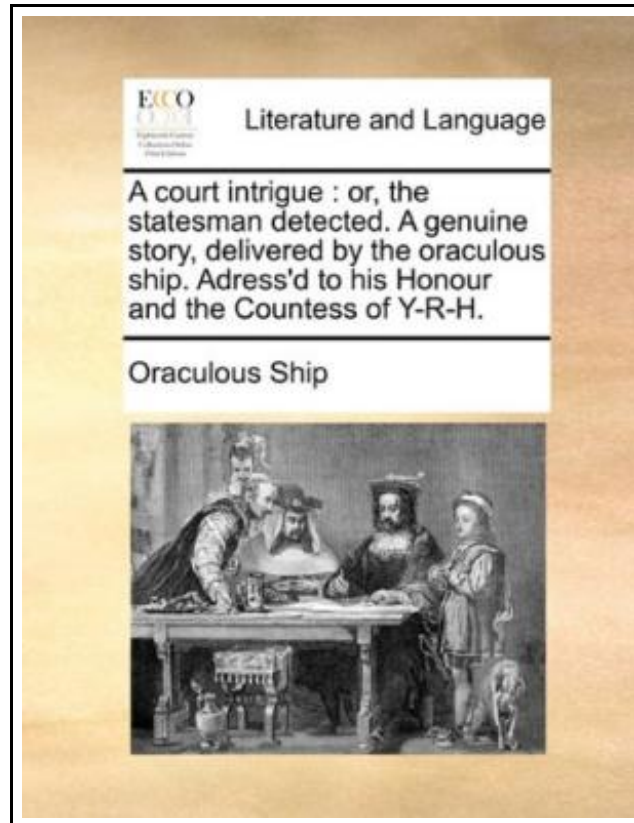 ECCO
Literature and Language
A court intrigue : or, the
statesman detected. A genuine
story, delivered by the oraculous
ship. Adress'd to his Honour
and the Countess of Y-R-H.
Oraculous Ship